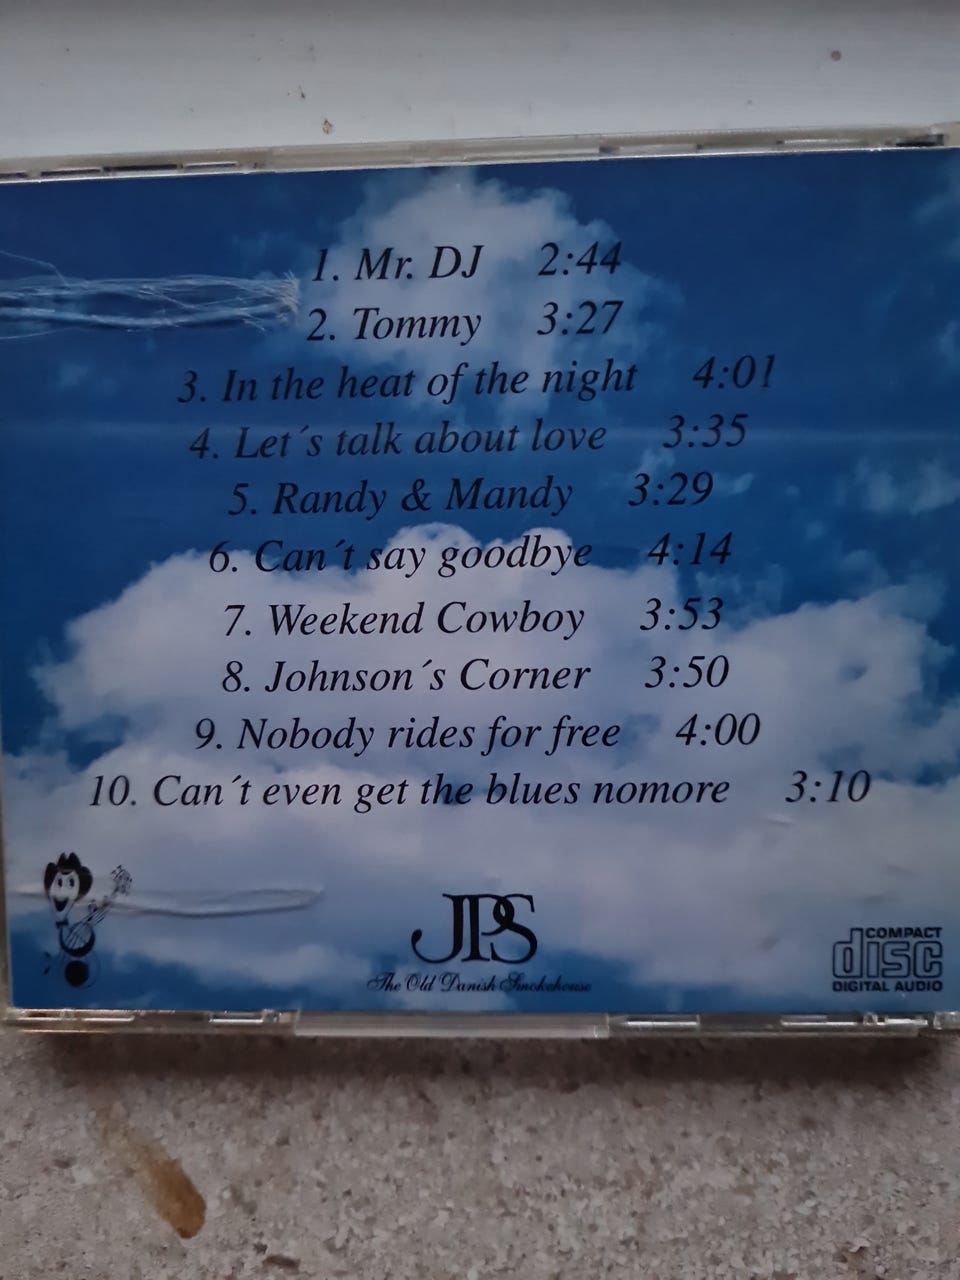 1. Mr. DJ 2:44
2. Tommy 3:27
3. In the heat of the night 4:01
4. Let´s talk about love 3:35
5. Randy & Mandy 3:29
6. Can´t say goodbye 4:14
7. Weekend Cowboy 3:53
8. Johnson´s Corner 3:50
9. Nobody rides for free 4:00
10. Can´t even get the blues nomore 3:10
JPS
The Old Danish Smokehouse
COMPACT
disc
DIGITAL AUDIO